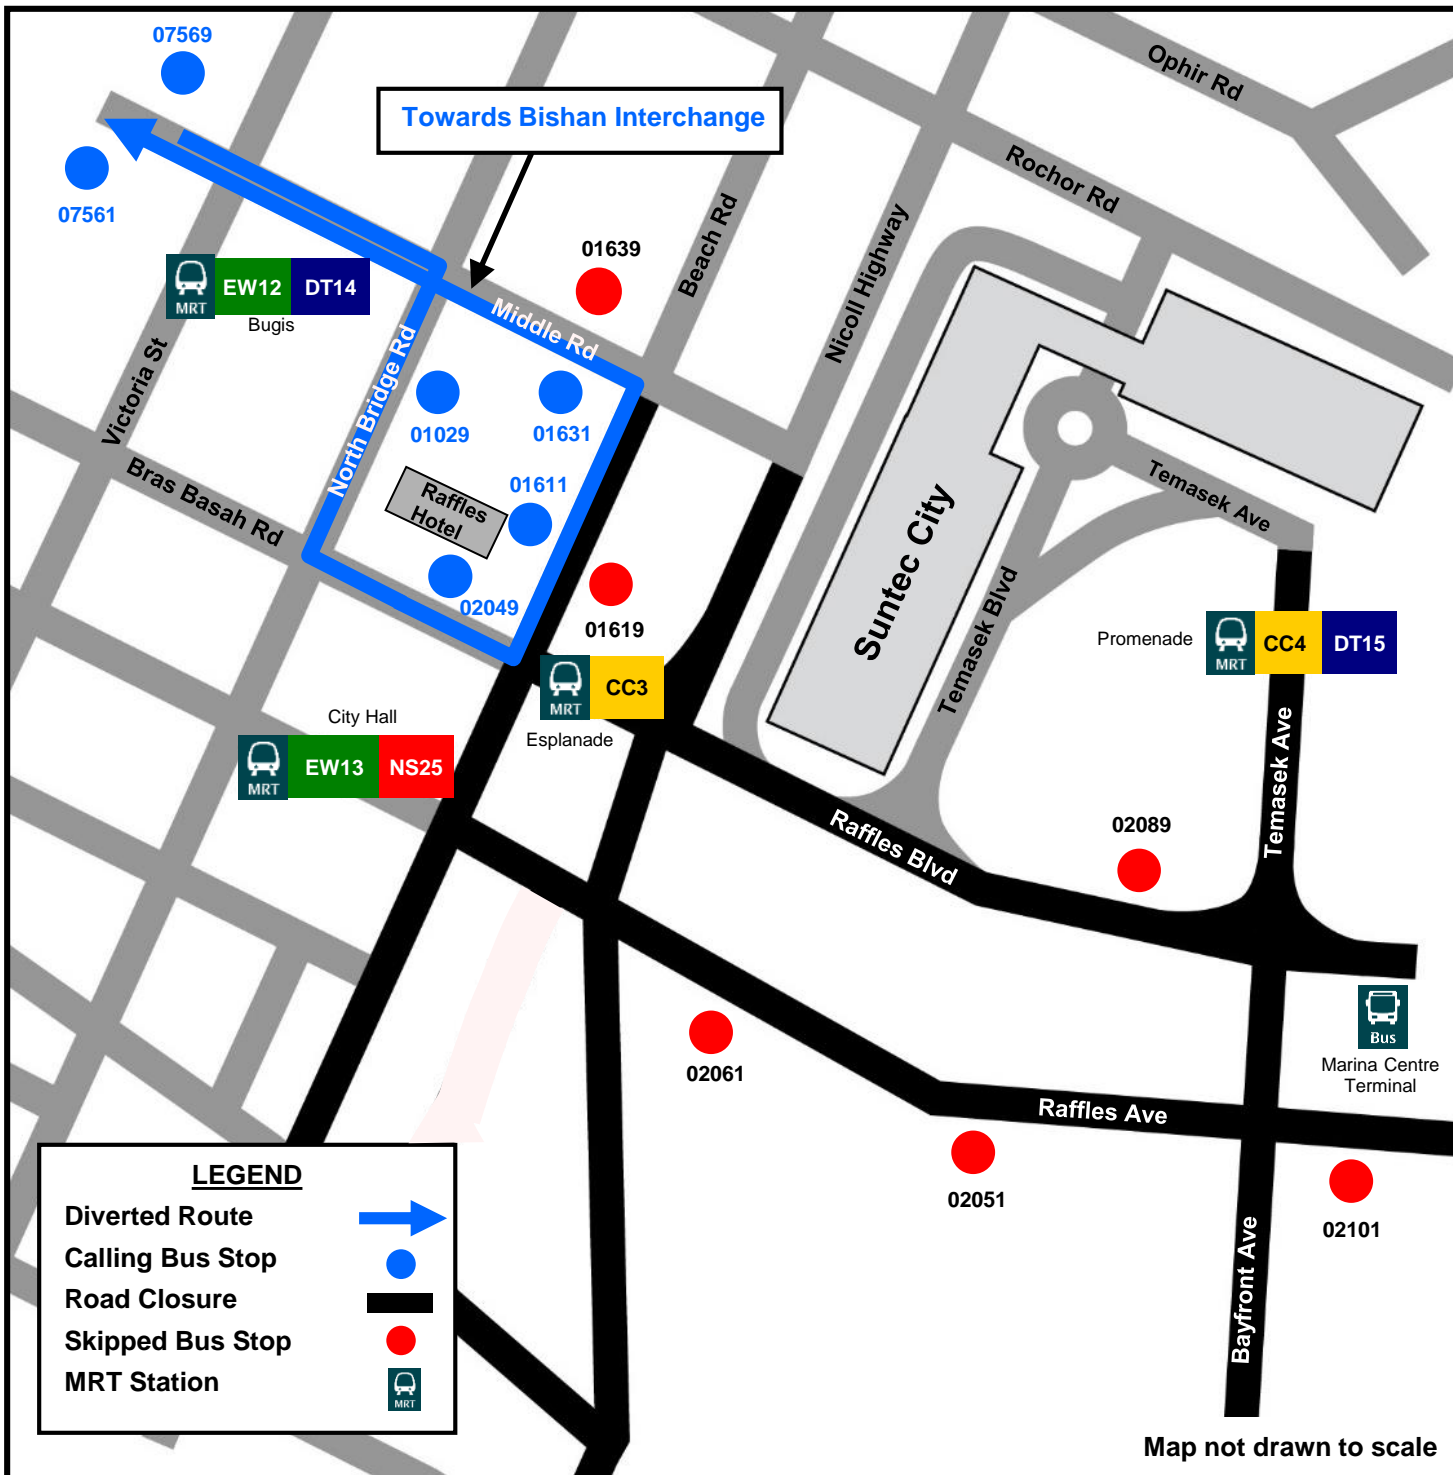 07569
Ophir Rd
Towards Bishan Interchange
Rochor Rd
07561
Beach Rd
01639
Nicoll Highway
MRT
EW12
DT14
Bugis
Middle Rd
Victoria St
North Bridge Rd
01029
01631
Bras Basah Rd
Raffles
Hotel
01611
Temasek Ave
Suntec City
02049
01619
Temasek Blvd
Promenade
MRT
CC4
DT15
MRT
CC3
Esplanade
City Hall
MRT
EW13
NS25
Temasek Ave
Raffles Blvd
02089
02061
Bus
Marina Centre
Terminal
Raffles Ave
02051
02101
Bayfront Ave
LEGEND
Diverted Route
Calling Bus Stop
Road Closure
Skipped Bus Stop
MRT Station
MRT
Map not drawn to scale